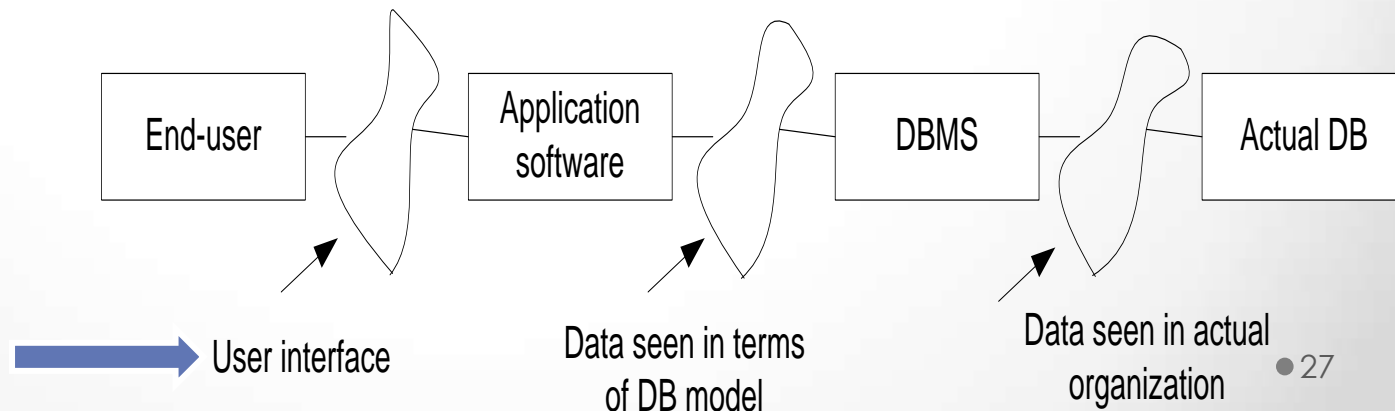 End-user
Application
software
DBMS
Actual DB
User interface
Data seen in terms
of DB model
Data seen in actual
organization
27